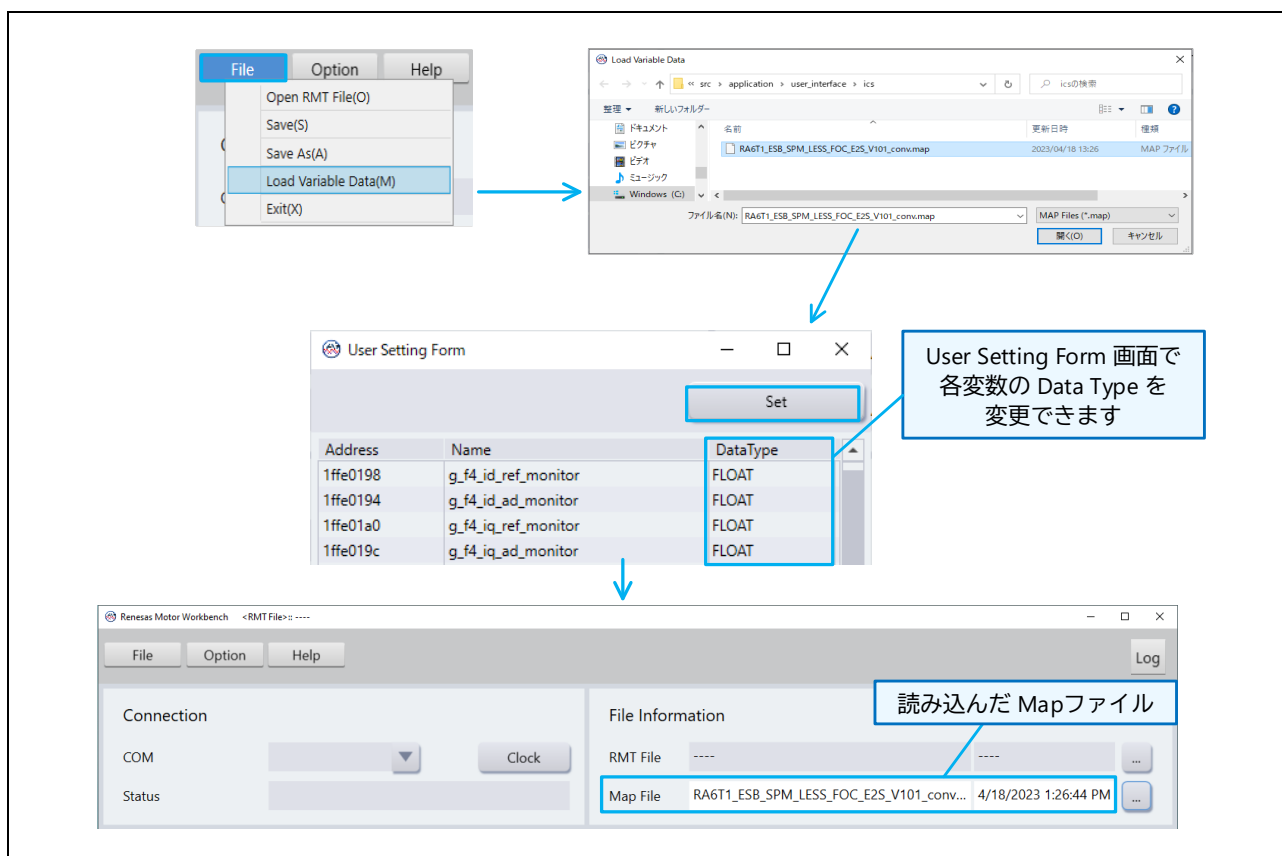 File Option Help
Open RMT File(O)
Save(S)
Save As(A)
Load Variable Data(M)
Exit(X)
Load Variable Data
« src › application › user_interface › ics
icsの検索
整理 新しいフォルダー
ドキュメント
ピクチャ
ビデオ
ミュージック
Windows (C:)
名前 更新日時 種類
RA6T1_ESB_SPM_LESS_FOC_E2S_V101_conv.map 2023/04/18 13:26 MAP ファイル
ファイル名(N): RA6T1_ESB_SPM_LESS_FOC_E2S_V101_conv.map MAP Files (*.map)
開く(O) キャンセル
User Setting Form
Set
Address Name DataType
1ffe0198 g_f4_id_ref_monitor FLOAT
1ffe0194 g_f4_id_ad_monitor FLOAT
1ffe01a0 g_f4_iq_ref_monitor FLOAT
1ffe019c g_f4_iq_ad_monitor FLOAT
User Setting Form 画面で
各変数の Data Type を
変更できます
Renesas Motor Workbench <RMT File>:: ----
File Option Help Log
読み込んだ Mapファイル
Connection
COM Clock
Status
File Information
RMT File ---- ---- ...
Map File RA6T1_ESB_SPM_LESS_FOC_E2S_V101_conv... 4/18/2023 1:26:44 PM ...